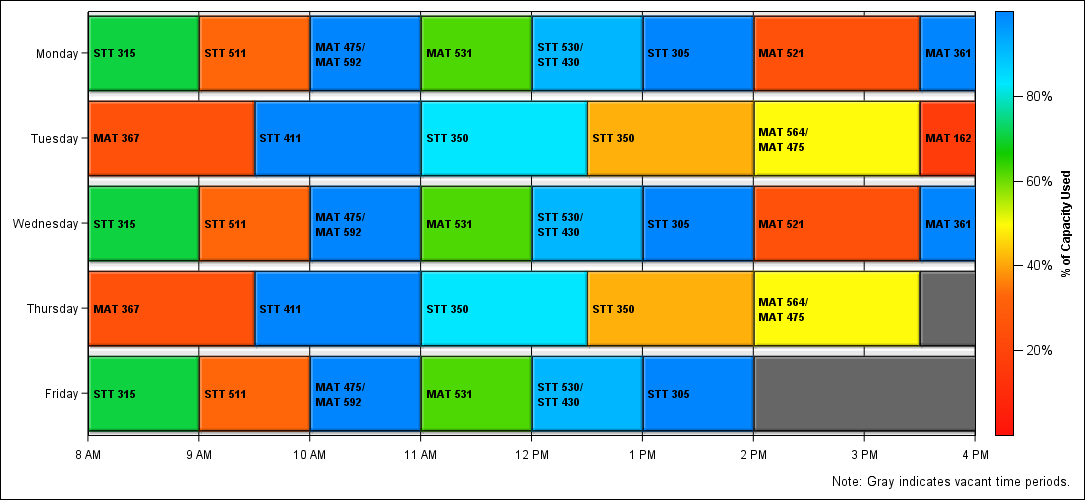 Monday
STT 315
STT 511
MAT 475/
MAT 592
MAT 531
STT 530/
STT 430
STT 305
MAT 521
MAT 361
Tuesday
MAT 367
STT 411
STT 350
STT 350
MAT 564/
MAT 475
MAT 162
Wednesday
STT 315
STT 511
MAT 475/
MAT 592
MAT 531
STT 530/
STT 430
STT 305
MAT 521
MAT 361
Thursday
MAT 367
STT 411
STT 350
STT 350
MAT 564/
MAT 475
Friday
STT 315
STT 511
MAT 475/
MAT 592
MAT 531
STT 530/
STT 430
STT 305
8 AM
9 AM
10 AM
11 AM
12 PM
1 PM
2 PM
3 PM
4 PM
80%
60%
40%
20%
% of Capacity Used
Note: Gray indicates vacant time periods.